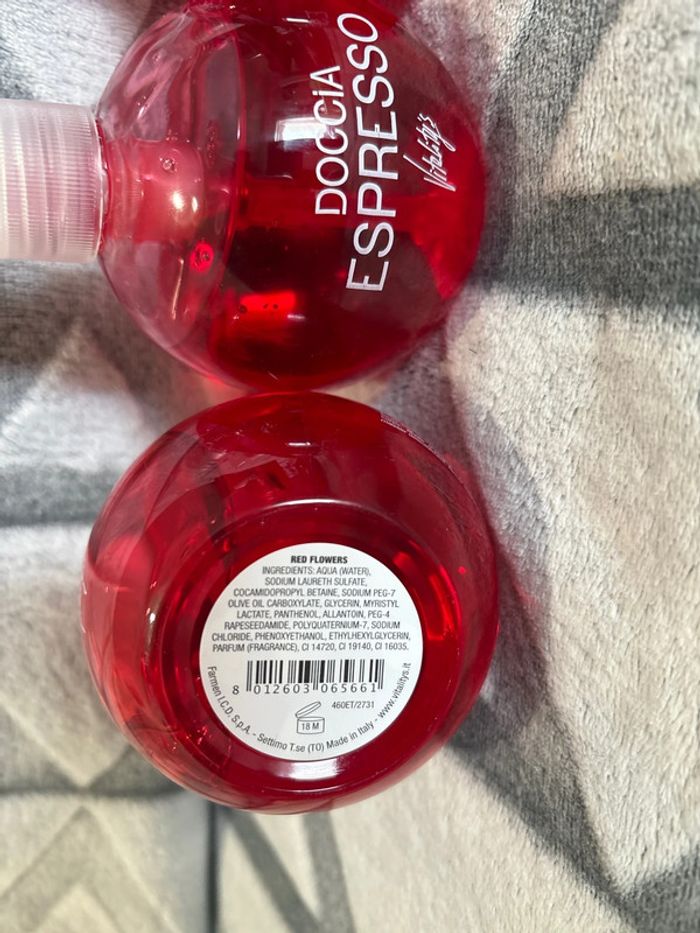 DOCCiA
ESPRESSO
Vitality's
RED FLOWERS
INGREDIENTS: AQUA (WATER),
SODIUM LAURETH SULFATE,
COCAMIDOPROPYL BETAINE, SODIUM PEG-7
OLIVE OIL CARBOXYLATE, GLYCERIN, MYRISTYL
LACTATE, PANTHENOL, ALLANTOIN, PEG-4
RAPESEEDAMIDE, POLYQUATERNIUM-7, SODIUM
CHLORIDE, PHENOXYETHANOL, ETHYLHEXYLGLYCERIN,
PARFUM (FRAGRANCE), CI 14720, CI 19140, CI 16035.
8 012603 065661
460ET/2731
18 M
Farmen I.C.D. S.p.A. - Settimo T.se (TO) Made in Italy - www.vitalitys.it